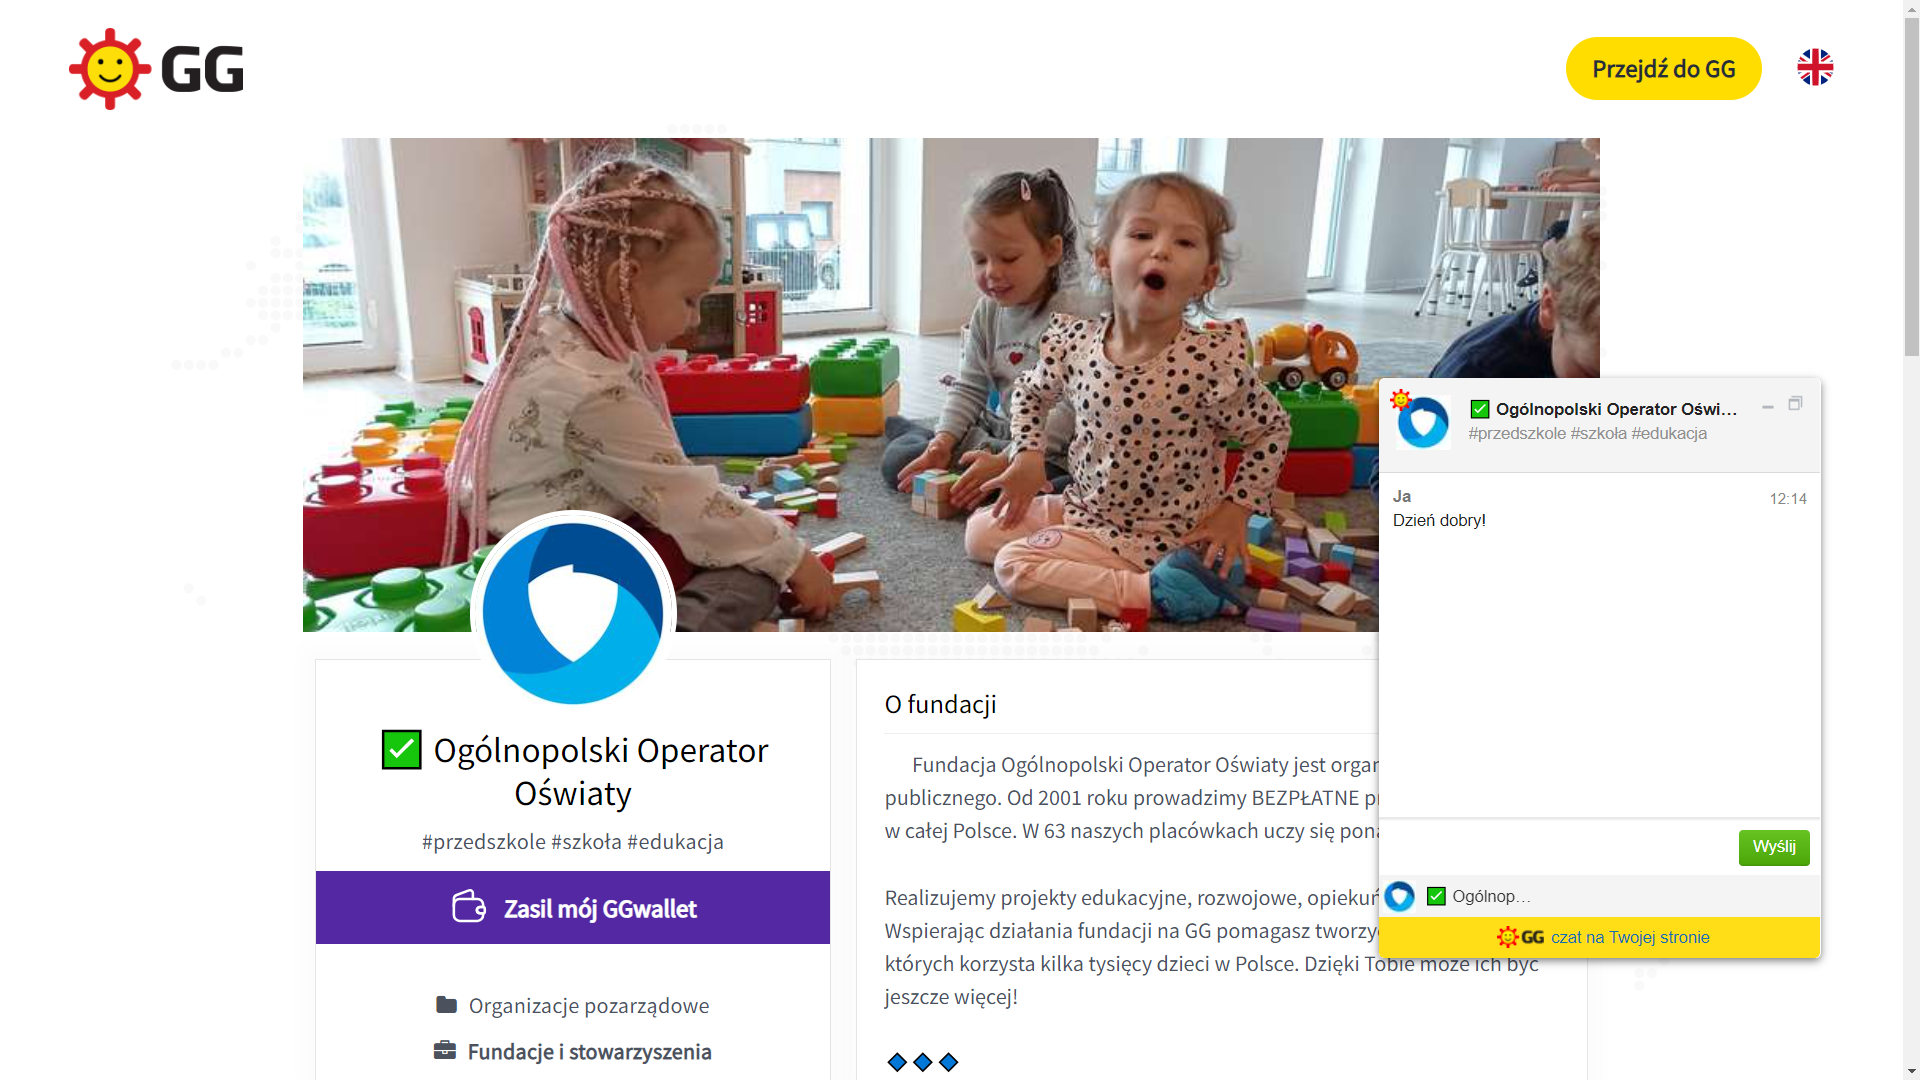 GG
Przejdź do GG
✅ Ogólnopolski Operator
Oświaty
#przedszkole #szkoła #edukacja
Zasil mój GGwallet
Organizacje pozarządowe
Fundacje i stowarzyszenia
O fundacji
Fundacja Ogólnopolski Operator Oświaty jest
publicznego. Od 2001 roku prowadzimy BEZPŁATNE
w całej Polsce. W 63 naszych placówkach uczy się
Realizujemy projekty edukacyjne, rozwojowe,
Wspierając działania fundacji na GG pomagasz
których korzysta kilka tysięcy dzieci w Polsce. Dzięki Tobie może ich być
jeszcze więcej!
✅ Ogólnopolski Operator Oświ...
#przedszkole #szkoła #edukacja
Ja 12:14
Dzień dobry!
Wyślij
✅ Ogólnop...
GG czat na Twojej stronie